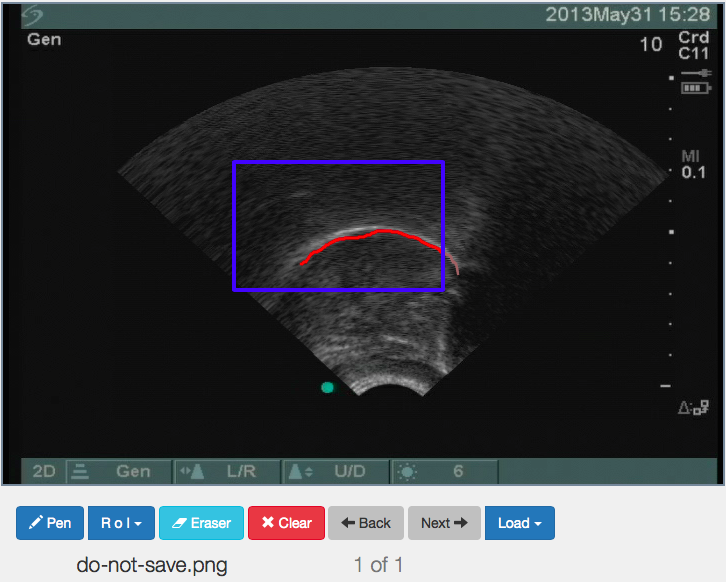 2013May31 15:28
Gen
10
Crd
C11
MI
0.1
2D Gen L/R U/D 6
Pen R o I Eraser Clear Back Next Load
do-not-save.png 1 of 1